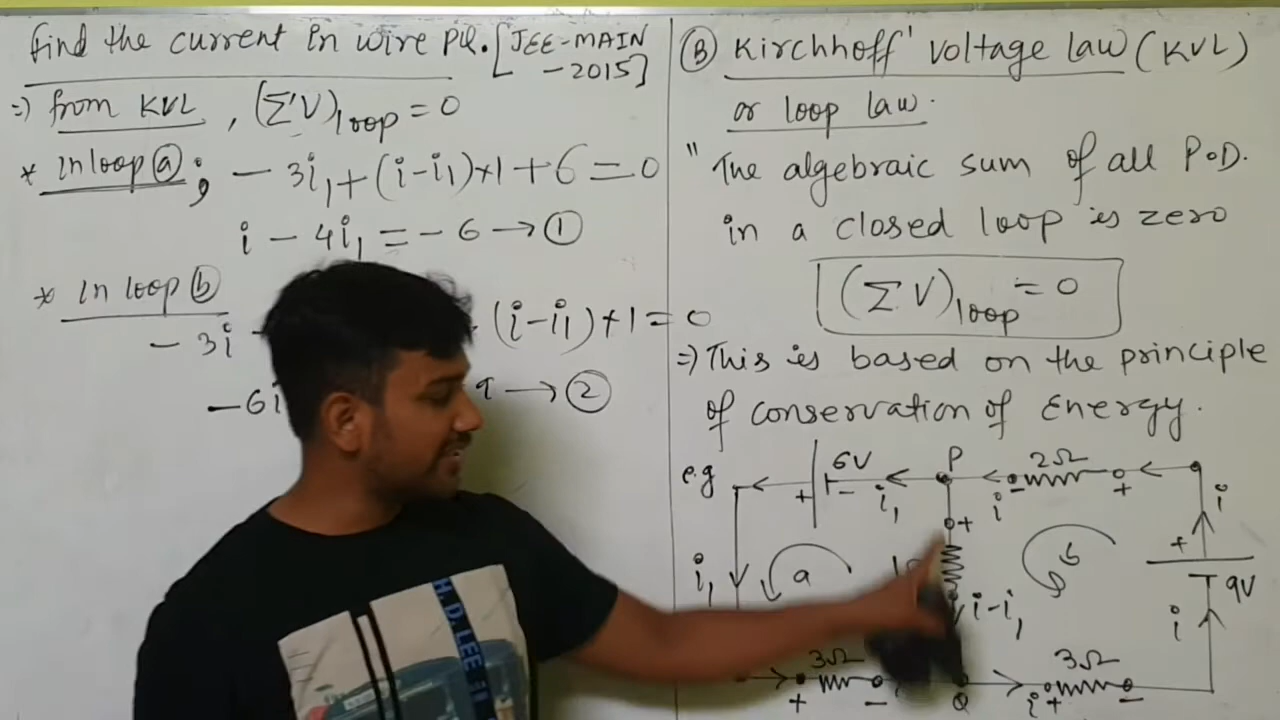 find the current in wire PQ. [JEE-MAIN
-2015]
=) from KVL, (ΣV)loop = 0
* In loop ⓐ; - 3i₁ + (i-i₁)×1 + 6 = 0
i - 4i₁ = - 6 → ①
* In loop ⓑ
- 3i (i-i₁)×1 = 0
-6i → ②
Ⓑ Kirchhoff' voltage law (KVL)
or loop law.
"The algebraic sum of all P.D.
in a closed loop is zero
(ΣV)loop = 0
=) This is based on the principle
of conservation of Energy.
e.g + 6V - i₁ P i - 2Ω + i
i₁ a + b + 9V
i-i₁ i
3Ω + - Q i + 3Ω -
H. D. LEE